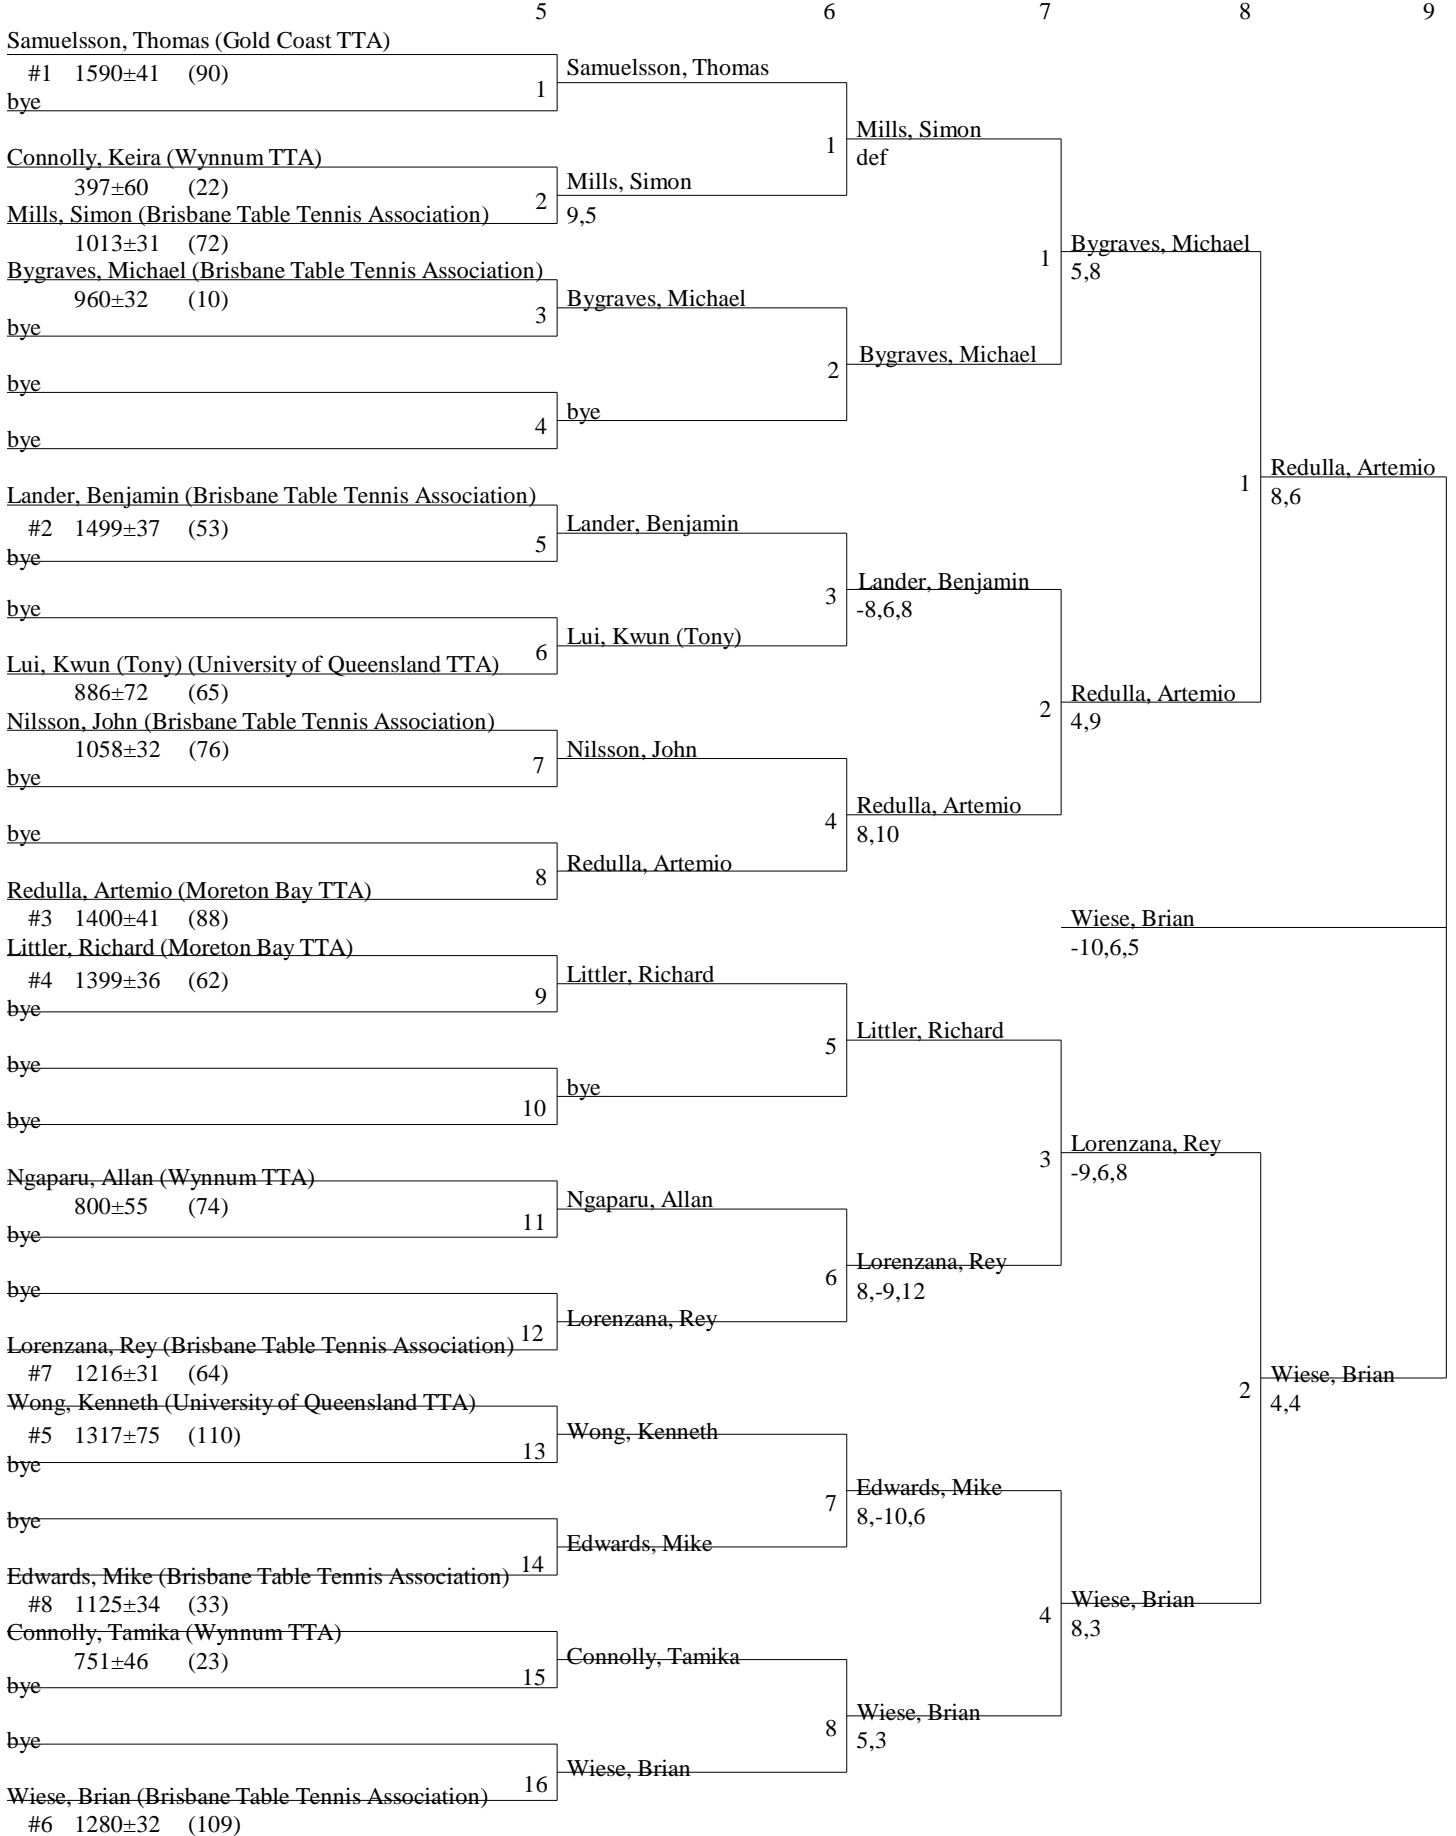 5 6 7 8 9
Samuelsson, Thomas (Gold Coast TTA)
#1 1590±41 (90)
bye
1
Samuelsson, Thomas
1
Mills, Simon
def
Connolly, Keira (Wynnum TTA)
397±60 (22)
Mills, Simon (Brisbane Table Tennis Association)
1013±31 (72)
2
Mills, Simon
9,5
1
Bygraves, Michael
5,8
Bygraves, Michael (Brisbane Table Tennis Association)
960±32 (10)
bye
3
Bygraves, Michael
2
Bygraves, Michael
bye
bye
4
bye
1
Redulla, Artemio
8,6
Lander, Benjamin (Brisbane Table Tennis Association)
#2 1499±37 (53)
bye
5
Lander, Benjamin
3
Lander, Benjamin
-8,6,8
bye
Lui, Kwun (Tony) (University of Queensland TTA)
886±72 (65)
6
Lui, Kwun (Tony)
2
Redulla, Artemio
4,9
Nilsson, John (Brisbane Table Tennis Association)
1058±32 (76)
bye
7
Nilsson, John
4
Redulla, Artemio
8,10
bye
Redulla, Artemio (Moreton Bay TTA)
#3 1400±41 (88)
8
Redulla, Artemio
Wiese, Brian
-10,6,5
Littler, Richard (Moreton Bay TTA)
#4 1399±36 (62)
bye
9
Littler, Richard
5
Littler, Richard
bye
bye
10
bye
3
Lorenzana, Rey
-9,6,8
Ngaparu, Allan (Wynnum TTA)
800±55 (74)
bye
11
Ngaparu, Allan
6
Lorenzana, Rey
8,-9,12
bye
Lorenzana, Rey (Brisbane Table Tennis Association)
#7 1216±31 (64)
12
Lorenzana, Rey
2
Wiese, Brian
4,4
Wong, Kenneth (University of Queensland TTA)
#5 1317±75 (110)
bye
13
Wong, Kenneth
7
Edwards, Mike
8,-10,6
bye
Edwards, Mike (Brisbane Table Tennis Association)
#8 1125±34 (33)
14
Edwards, Mike
4
Wiese, Brian
8,3
Connolly, Tamika (Wynnum TTA)
751±46 (23)
bye
15
Connolly, Tamika
8
Wiese, Brian
5,3
bye
Wiese, Brian (Brisbane Table Tennis Association)
#6 1280±32 (109)
16
Wiese, Brian